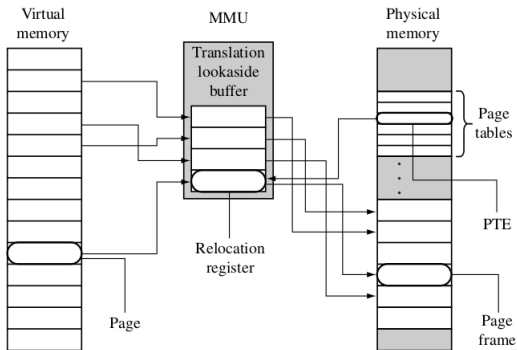 Virtual
memory
MMU
Physical
memory
Translation
lookaside
buffer
Page
tables
PTE
Relocation
register
Page
Page
frame